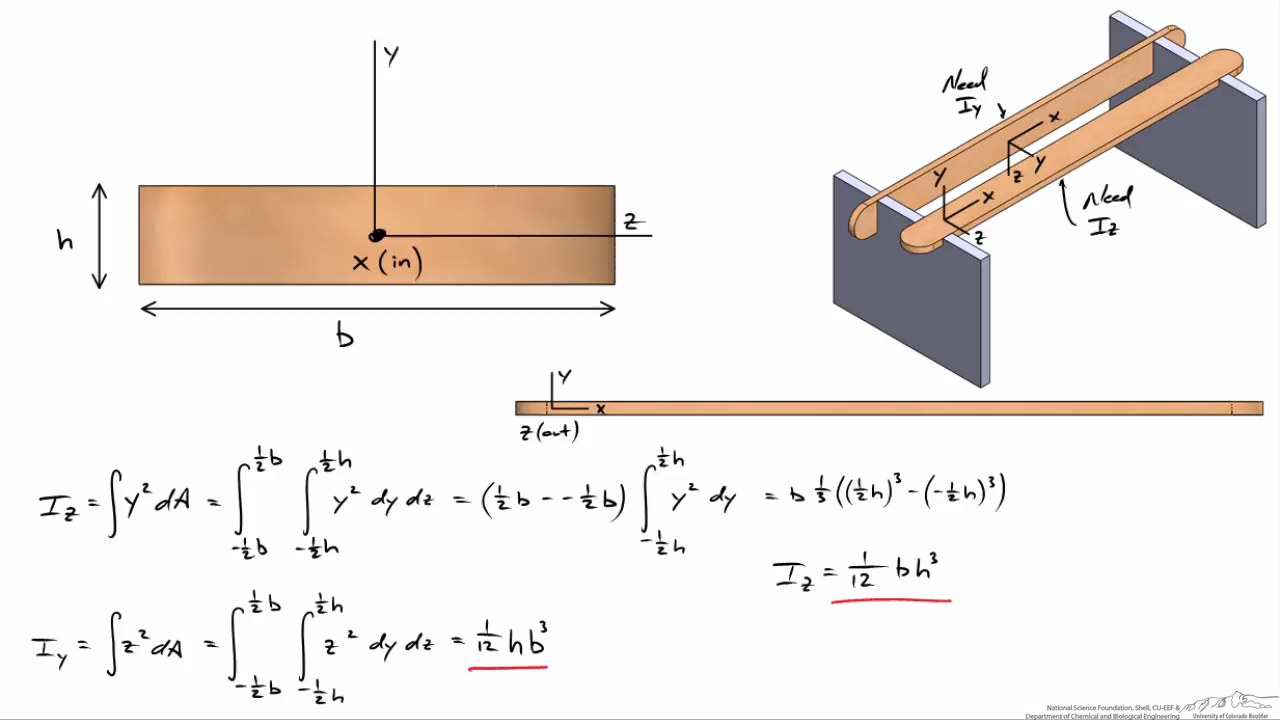 y
h
z
x (in)
b
Need
Iy
x
y
z
y
x
z
Need
Iz
y
x
z (out)
I_z = ∫ y² dA = ∫_{-½b}^{½b} ∫_{-½h}^{½h} y² dy dz = (½b - -½b) ∫_{-½h}^{½h} y² dy = b ⅓ ((½h)³ - (-½h)³)
I_z = 1/12 bh³
I_y = ∫ z² dA = ∫_{-½b}^{½b} ∫_{-½h}^{½h} z² dy dz = 1/12 hb³
National Science Foundation, Shell, CU-EEF &
Department of Chemical and Biological Engineering
University of Colorado Boulder